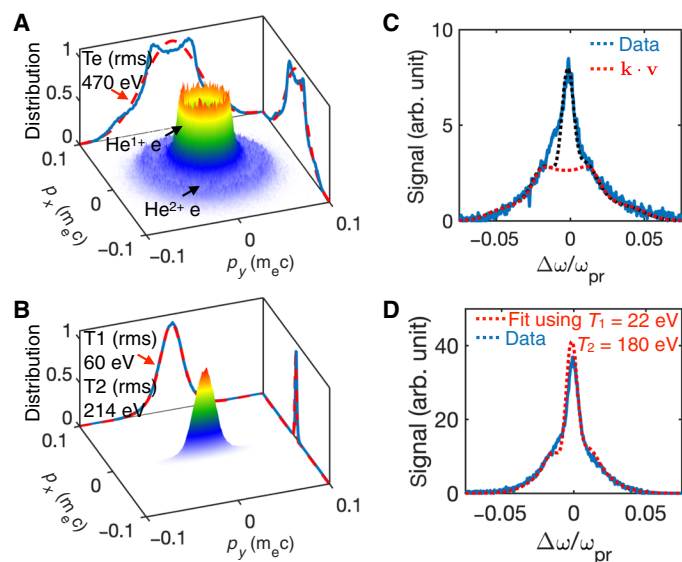 A
Distribution
1
0.5
0
Te (rms)
470 eV
He1+ e
He2+ e
0.1
0
-0.1
px (mec)
-0.1
0
0.1
py (mec)
C
Signal (arb. unit)
10
5
0
Data
k · v
-0.05
0
0.05
Δω/ωpr
B
Distribution
1
0.5
0
T1 (rms)
60 eV
T2 (rms)
214 eV
0.1
0
-0.1
px (mec)
-0.1
0
0.1
py (mec)
D
Signal (arb. unit)
40
20
0
Fit using T1 = 22 eV
Data
T2 = 180 eV
-0.05
0
0.05
Δω/ωpr